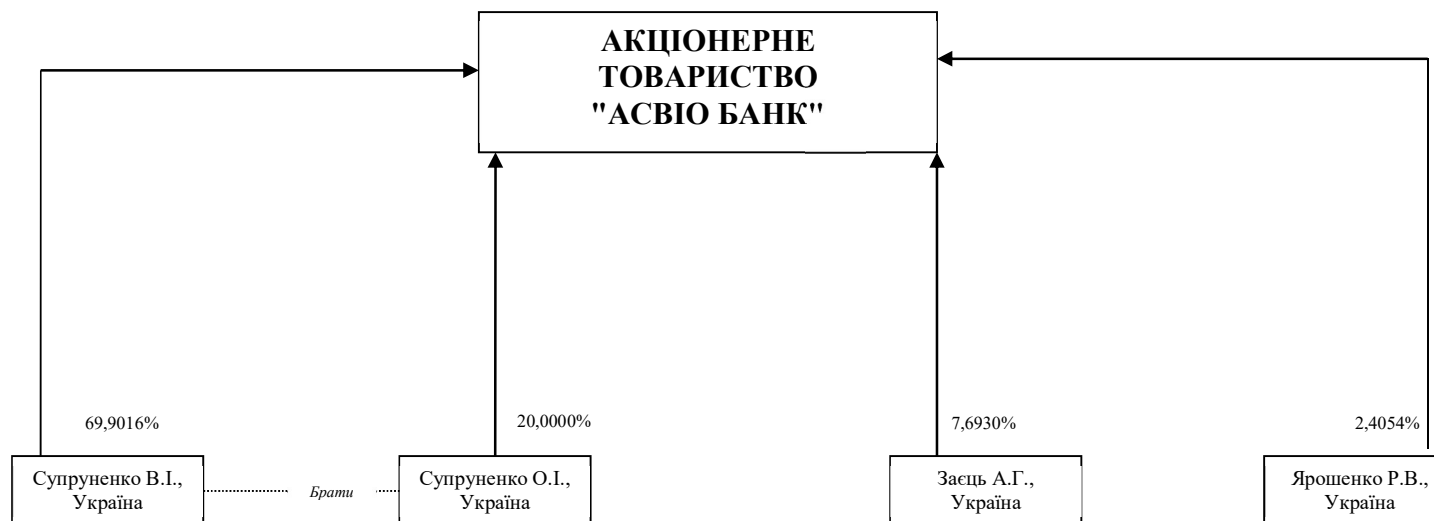 АКЦІОНЕРНЕ
ТОВАРИСТВО
"АСВІО БАНК"
69,9016%
20,0000%
7,6930%
2,4054%
Супруненко В.І.,
Україна
Брати
Супруненко О.І.,
Україна
Заєць А.Г.,
Україна
Ярошенко Р.В.,
Україна